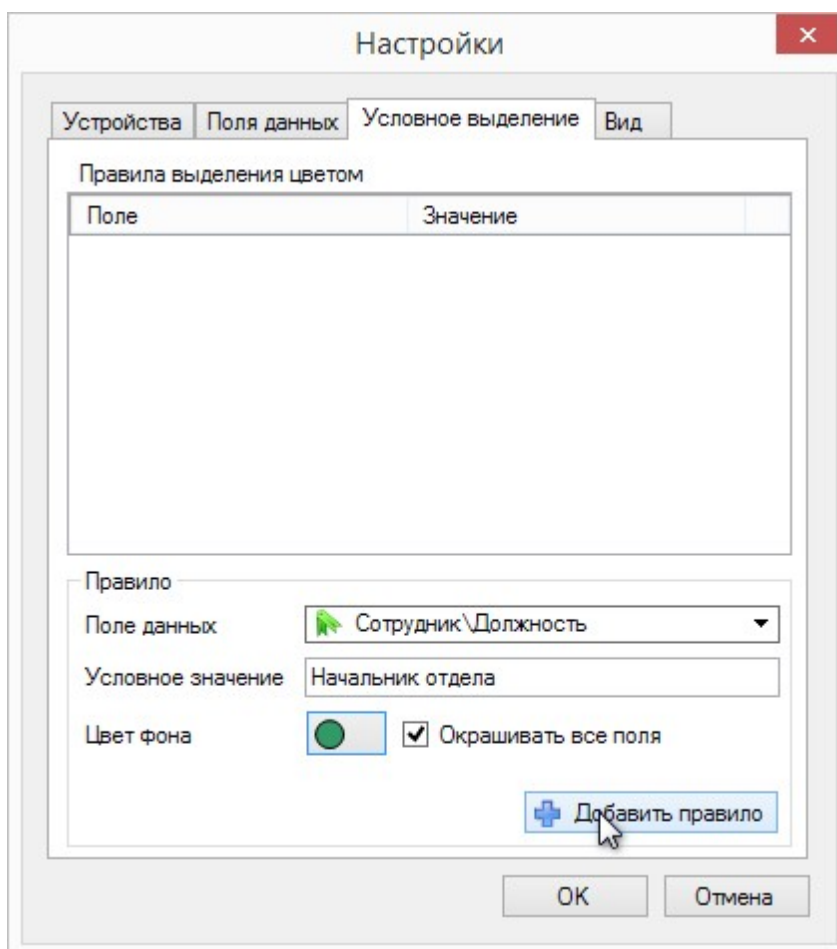 Настройки
Устройства Поля данных Условное выделение Вид
Правила выделения цветом
Поле Значение
Правило
Поле данных Сотрудник\Должность
Условное значение Начальник отдела
Цвет фона Окрашивать все поля
Добавить правило
OK Отмена